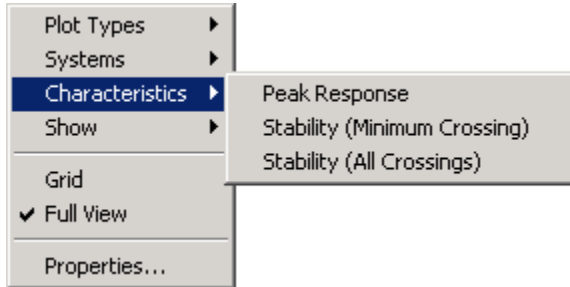 Plot Types
Systems
Characteristics
Show
Grid
Full View
Properties...
Peak Response
Stability (Minimum Crossing)
Stability (All Crossings)